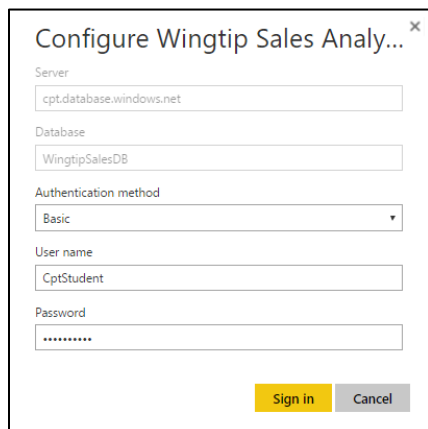 Configure Wingtip Sales Analy...
Server
cpt.database.windows.net
Database
WingtipSalesDB
Authentication method
Basic
User name
CptStudent
Password
••••••••••
Sign in Cancel